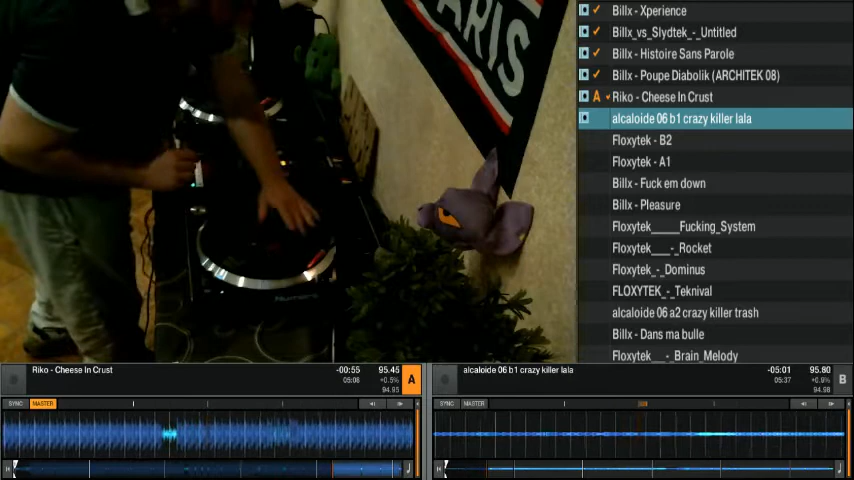 PARIS
Billx - Xperience
Billx_vs_Slydtek_-_Untitled
Billx - Histoire Sans Parole
Billx - Poupe Diabolik (ARCHITEK 08)
A Riko - Cheese In Crust
alcaloide 06 b1 crazy killer lala
Floxytek - B2
Floxytek - A1
Billx - Fuck em down
Billx - Pleasure
Floxytek_____Fucking_System
Floxytek___-_Rocket
Floxytek_-_Dominus
FLOXYTEK_-_Teknival
alcaloide 06 a2 crazy killer trash
Billx - Dans ma bulle
Floxytek__-_Brain_Melody
Numark
Riko - Cheese In Crust
-00:55
95.45
05:06
+0.5%
94.95
A
SYNC
MASTER
alcaloide 06 b1 crazy killer lala
-05:01
95.80
05:37
+0.9%
94.98
B
SYNC
MASTER